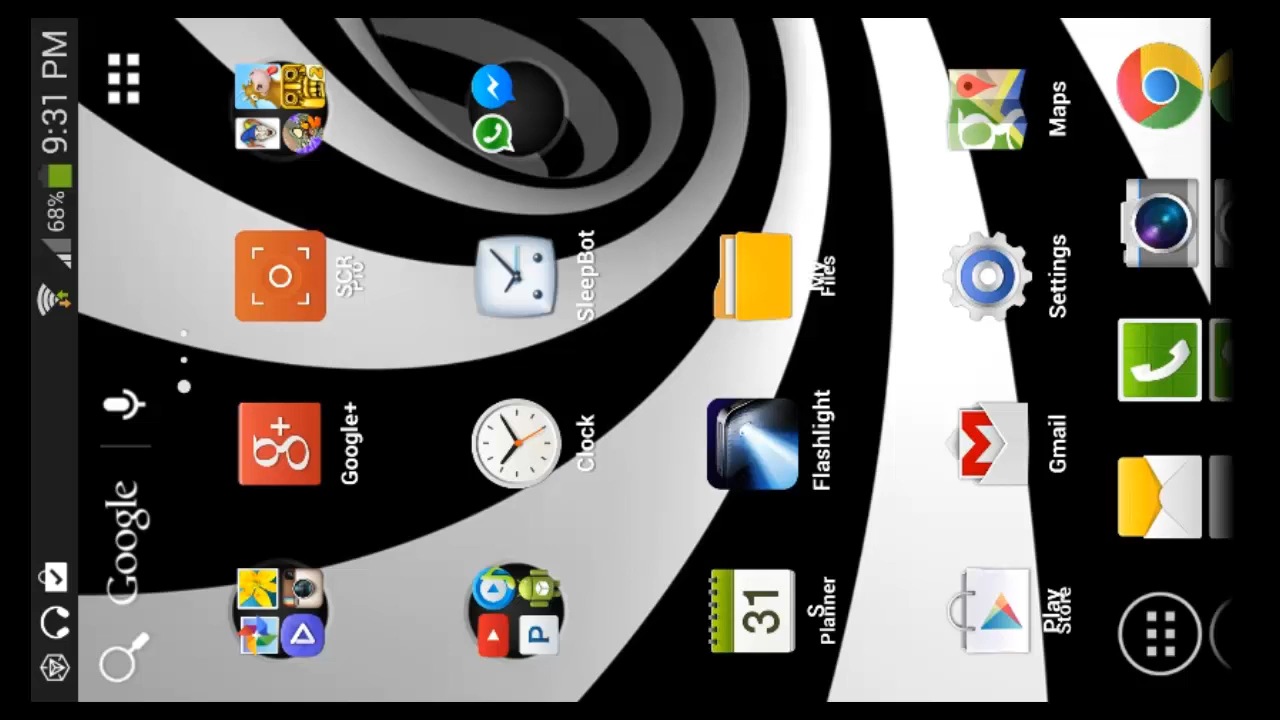 68% 9:31 PM
Google
Google+
SCR
Pro
Clock
SleepBot
31
S
Planner
Flashlight
My
Files
Play
Store
Gmail
Settings
Maps